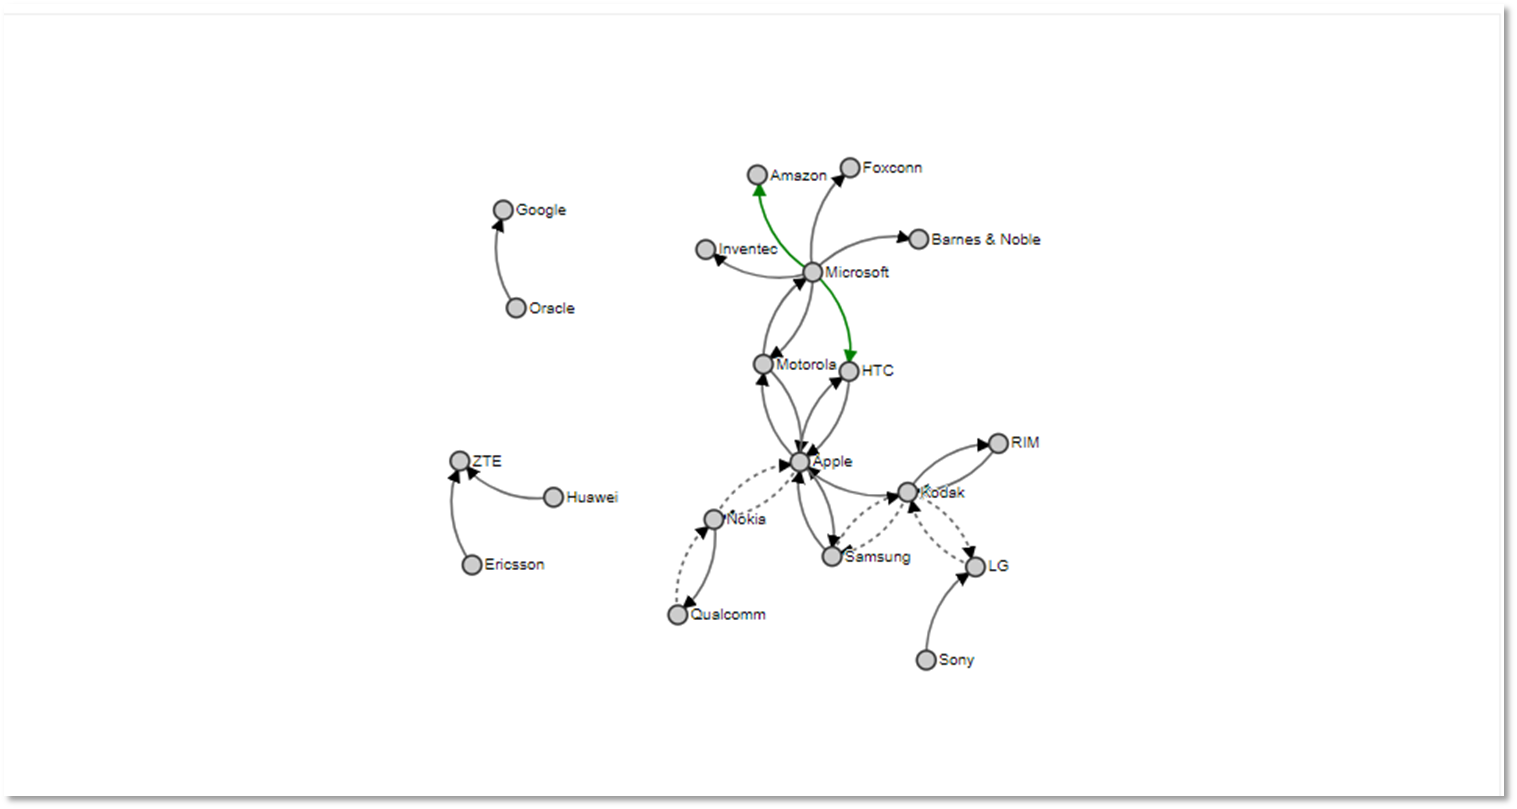 Foxconn
Amazon
Google
Barnes & Noble
Inventec
Microsoft
Oracle
Motorola
HTC
RIM
ZTE
Apple
Kodak
Huawei
Nokia
Samsung
Ericsson
LG
Qualcomm
Sony